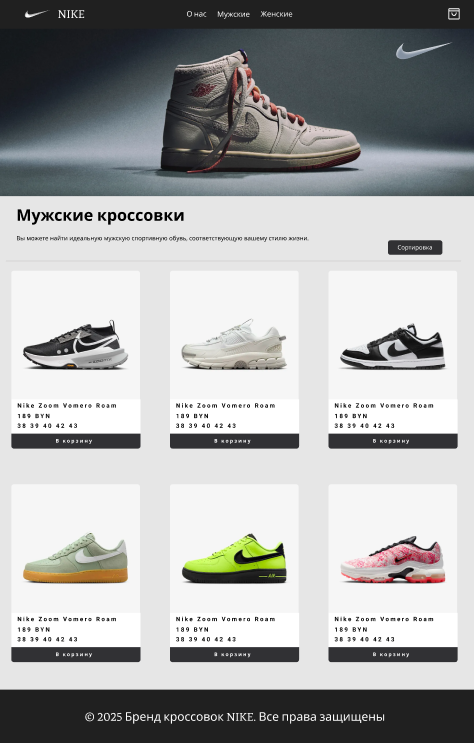 NIKE О нас Мужские Женские
Мужские кроссовки
Вы можете найти идеальную мужскую спортивную обувь, соответствующую вашему стилю жизни.
Сортировка
Nike Zoom Vomero Roam
189 BYN
38 39 40 42 43
В корзину
Nike Zoom Vomero Roam
189 BYN
38 39 40 42 43
В корзину
Nike Zoom Vomero Roam
189 BYN
38 39 40 42 43
В корзину
Nike Zoom Vomero Roam
189 BYN
38 39 40 42 43
В корзину
Nike Zoom Vomero Roam
189 BYN
38 39 40 42 43
В корзину
Nike Zoom Vomero Roam
189 BYN
38 39 40 42 43
В корзину
© 2025 Бренд кроссовок NIKE. Все права защищены